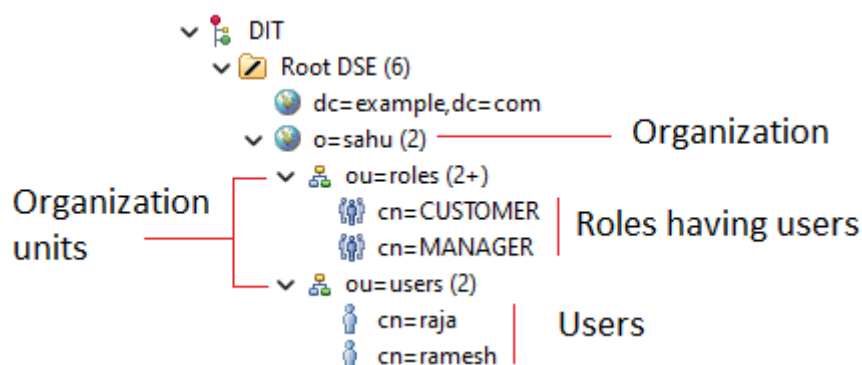 DIT
Root DSE (6)
dc=example,dc=com
o=sahu (2)
Organization
ou=roles (2+)
Organization
units
cn=CUSTOMER
cn=MANAGER
Roles having users
ou=users (2)
cn=raja
cn=ramesh
Users